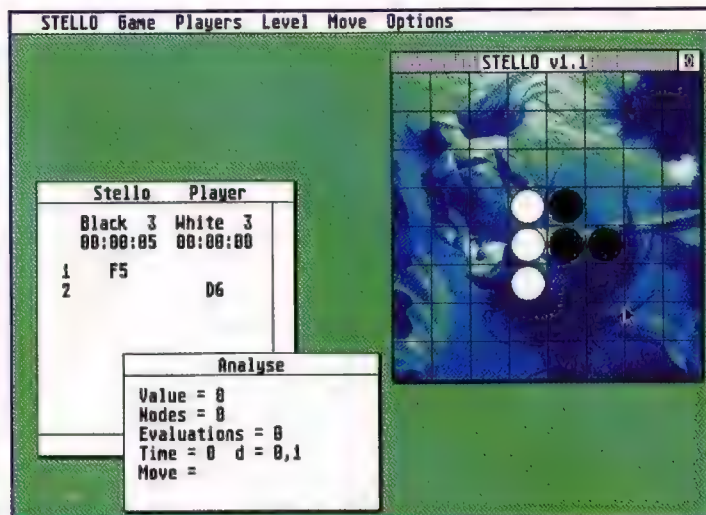 STELLO Game Players Level Move Options
STELLO v1.1
Stello Player
Black 3 White 3
00:00:05 00:00:00
1 F5
2 D6
Analyse
Value = 0
Nodes = 0
Evaluations = 0
Time = 0 d = 0,1
Move =